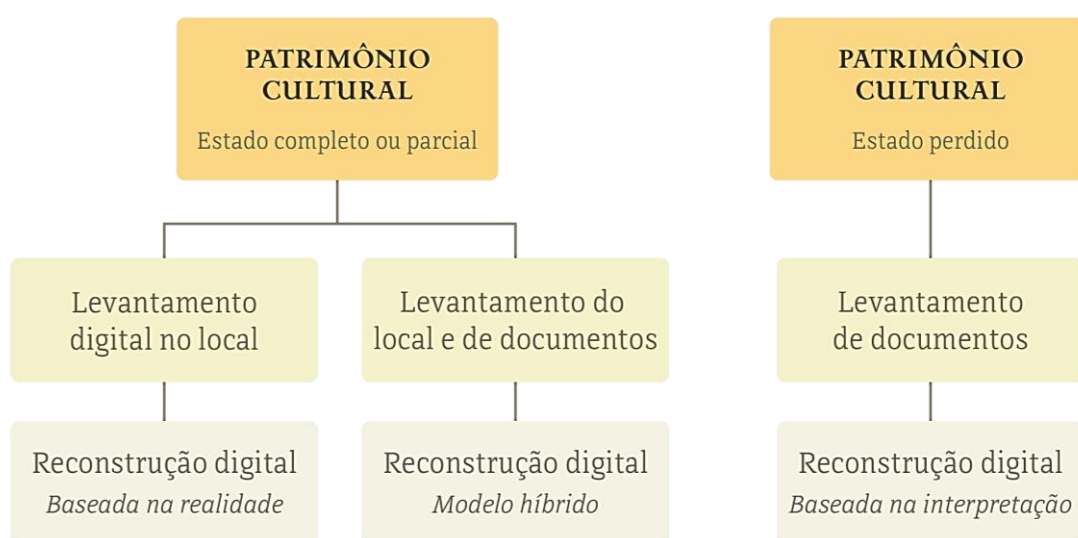 PATRIMÔNIO
CULTURAL
Estado completo ou parcial
PATRIMÔNIO
CULTURAL
Estado perdido
Levantamento
digital no local
Levantamento do
local e de documentos
Levantamento
de documentos
Reconstrução digital
Baseada na realidade
Reconstrução digital
Modelo híbrido
Reconstrução digital
Baseada na interpretação